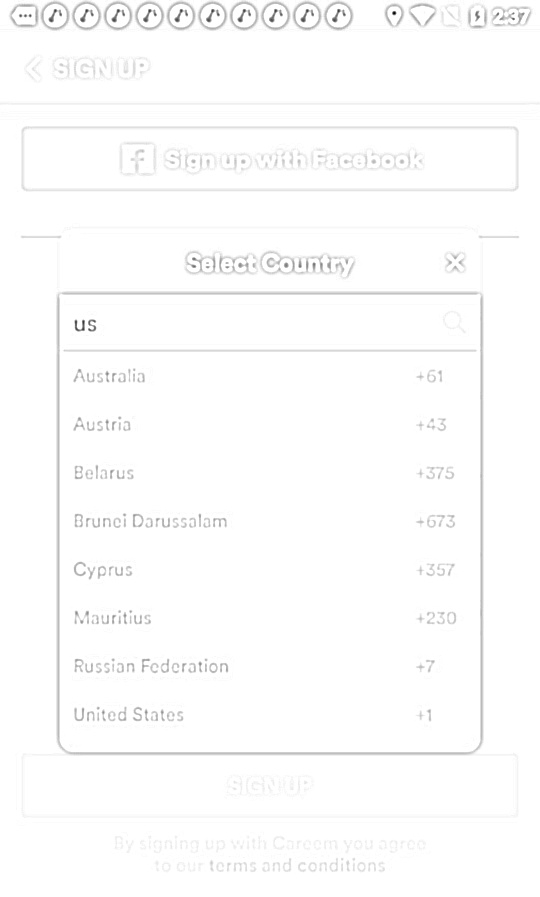 2:37
SIGN UP
Sign up with Facebook
Select Country
us
Australia +61
Austria +43
Belarus +375
Brunei Darussalam +673
Cyprus +357
Mauritius +230
Russian Federation +7
United States +1
SIGN UP
By signing up with Careem you agree
to our terms and conditions